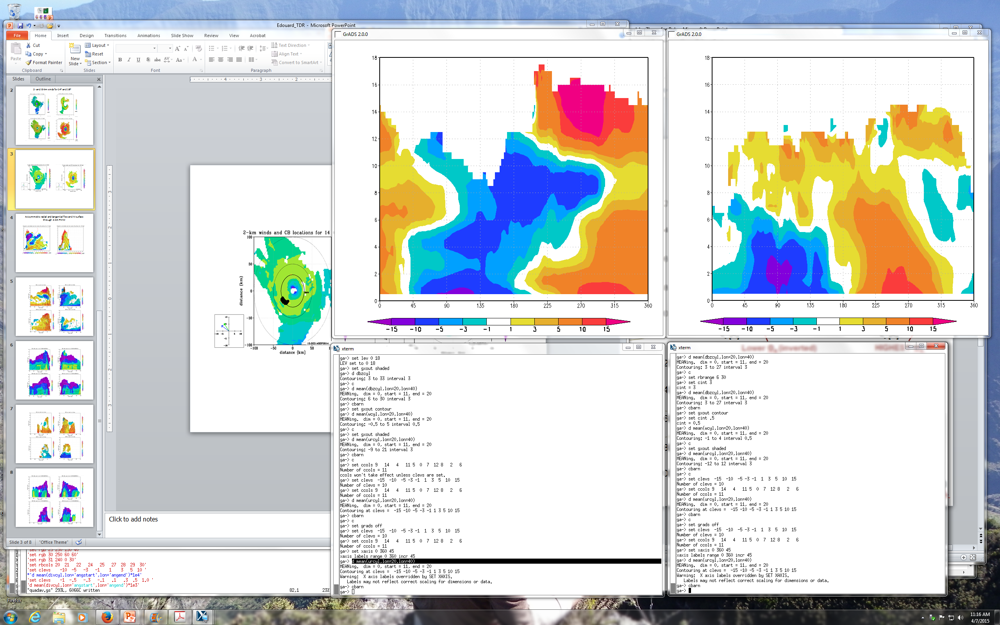 Edouard_TDR - Microsoft PowerPoint
File Home Insert Design Transitions Animations Slide Show Review View Acrobat
Paste
Cut
Copy
Format Painter
Clipboard
New Slide
Layout
Reset
Section
Slides
Font
Text Direction
Align Text
Convert to SmartArt
Paragraph
Slides Outline
2
2- and 8-km winds for 14th and 16th
3
4
Axisymmetric radial and tangential flow and M surface
through 2-km RMW
5
6
7
8
2-km winds and CB locations for 14
distance (km)
100
50
0
-50
-100
-100 -50 0 50
distance (km)
15:20Z14SEP2014
Click to add notes
Slide 3 of 8 "Office Theme"
GrADS 2.0.0
18
16
14
12
10
8
6
4
2
0
0 45 90 135 180 225 270 315 360
-15 -10 -5 -3 -1 1 3 5 10 15
GrADS 2.0.0
18
16
14
12
10
8
6
4
2
0
0 45 90 135 180 225 270 315 360
-15 -10 -5 -3 -1 1 3 5 10 15
xterm
ga-> set lev 0 18
LEV set to 0 18
ga-> set gxout shaded
ga-> d dbzcyl
Contouring: 3 to 33 interval 3
ga-> c
ga-> d mean(dbzcyl,lon=20,lon=40)
MEANing. dim = 0, start = 11, end = 20
Contouring: 6 to 30 interval 3
ga-> cbarn
ga-> set gxout contour
ga-> d mean(wcyl,lon=20,lon=40)
MEANing. dim = 0, start = 11, end = 20
Contouring: -0.5 to 5 interval 0.5
ga-> c
ga-> set gxout shaded
ga-> d mean(urcyl,lon=20,lon=40)
MEANing. dim = 0, start = 11, end = 20
Contouring: -9 to 21 interval 3
ga-> cbarn
ga-> c
ga-> set ccols 9 14 4 11 5 0 7 12 8 2 6
Number of ccols = 11
ccols won't take effect unless clevs are set.
ga-> set clevs -15 -10 -5 -3 -1 1 3 5 10 15
Number of clevs = 10
ga-> set ccols 9 14 4 11 5 0 7 12 8 2 6
Number of ccols = 11
ga-> d mean(urcyl,lon=20,lon=40)
MEANing. dim = 0, start = 11, end = 20
Contouring at clevs = -15 -10 -5 -3 -1 1 3 5 10 15
ga-> cbarn
ga-> c
ga-> set grads off
ga-> set clevs -15 -10 -5 -3 -1 1 3 5 10 15
Number of clevs = 10
ga-> set ccols 9 14 4 11 5 0 7 12 8 2 6
Number of ccols = 11
ga-> set xaxis 0 360 45
xaxis labels range 0 360 incr 45
ga-> d mean(urcyl,lon=20,lon=40)
MEANing. dim = 0, start = 11, end = 20
Contouring at clevs = -15 -10 -5 -3 -1 1 3 5 10 15
Warning: X axis labels overridden by SET XAXIS.
Labels may not reflect correct scaling for dimensions or data.
ga-> cbarn
ga->
xterm
ga-> d mean(dbzcyl,lon=20,lon=40)
MEANing. dim = 0, start = 11, end = 20
Contouring: 3 to 27 interval 3
ga-> c
ga-> set rbrange 6 30
ga-> set cint 3
cint = 3
ga-> d mean(dbzcyl,lon=20,lon=40)
MEANing. dim = 0, start = 11, end = 20
Contouring: 3 to 27 interval 3
ga-> cbarn
ga-> set gxout contour
ga-> set cint .5
cint = 0.5
ga-> d mean(wcyl,lon=20,lon=40)
MEANing. dim = 0, start = 11, end = 20
Contouring: -1 to 4 interval 0.5
ga-> c
ga-> set gxout shaded
ga-> d mean(urcyl,lon=20,lon=40)
MEANing. dim = 0, start = 11, end = 20
Contouring: -12 to 12 interval 3
ga-> cbarn
ga-> c
ga-> set clevs -15 -10 -5 -3 -1 1 3 5 10 15
Number of clevs = 10
ga-> set ccols 9 14 4 11 5 0 7 12 8 2 6
Number of ccols = 11
ga-> d mean(urcyl,lon=20,lon=40)
MEANing. dim = 0, start = 11, end = 20
Contouring at clevs = -15 -10 -5 -3 -1 1 3 5 10 15
ga-> cbarn
ga-> c
ga-> set grads off
ga-> set clevs -15 -10 -5 -3 -1 1 3 5 10 15
Number of clevs = 10
ga-> set ccols 9 14 4 11 5 0 7 12 8 2 6
Number of ccols = 11
ga-> set xaxis 0 360 45
xaxis labels range 0 360 incr 45
ga-> d mean(urcyl,lon=20,lon=40)
MEANing. dim = 0, start = 11, end = 20
Contouring at clevs = -15 -10 -5 -3 -1 1 3 5 10 15
Warning: X axis labels overridden by SET XAXIS.
Labels may not reflect correct scaling for dimensions or data.
ga-> cbarn
ga->
'set rgb 30 250 60 60'
'set rgb 31 240 0 30'
'set rbcols 20 21 22 24 25 27 28 29 30'
'set clevs -10 -5 -3 -1 1 3 5 10 '
*'d mean(divcyl,lon='angstart',lon='angend')*1e4'
'set clevs -1 -.5 -.3 -.1 .1 .3 .5 1.0 '
'd mean(divcyl,lon='angstart',lon='angend')*1e3'
"quadav.gs" 293L, 6066C written 82,1 23%
Firefox
11:16 AM
4/7/2015